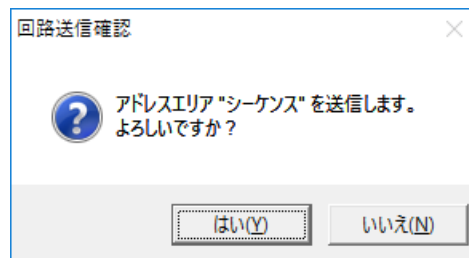 回路送信確認
アドレスエリア "シーケンス" を送信します。
よろしいですか？
はい(Y)
いいえ(N)